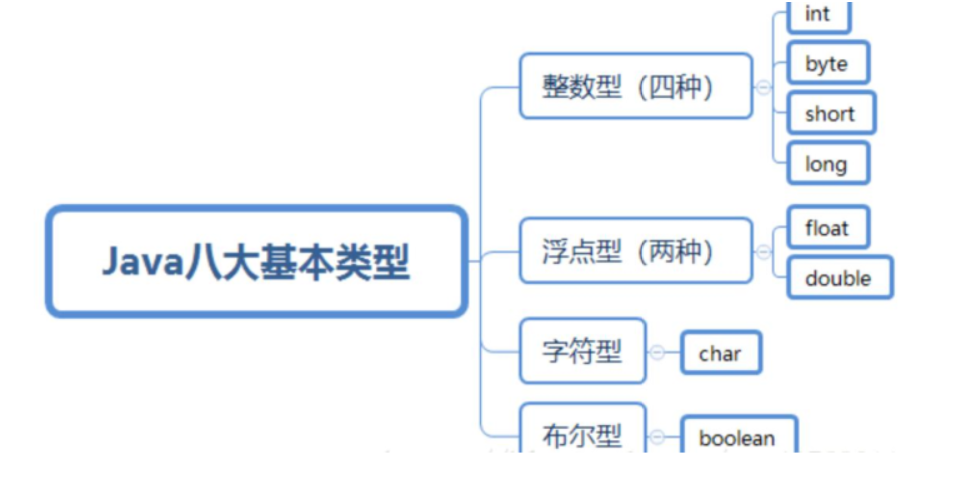 Java八大基本类型
整数型（四种）
int
byte
short
long
浮点型（两种）
float
double
字符型
char
布尔型
boolean